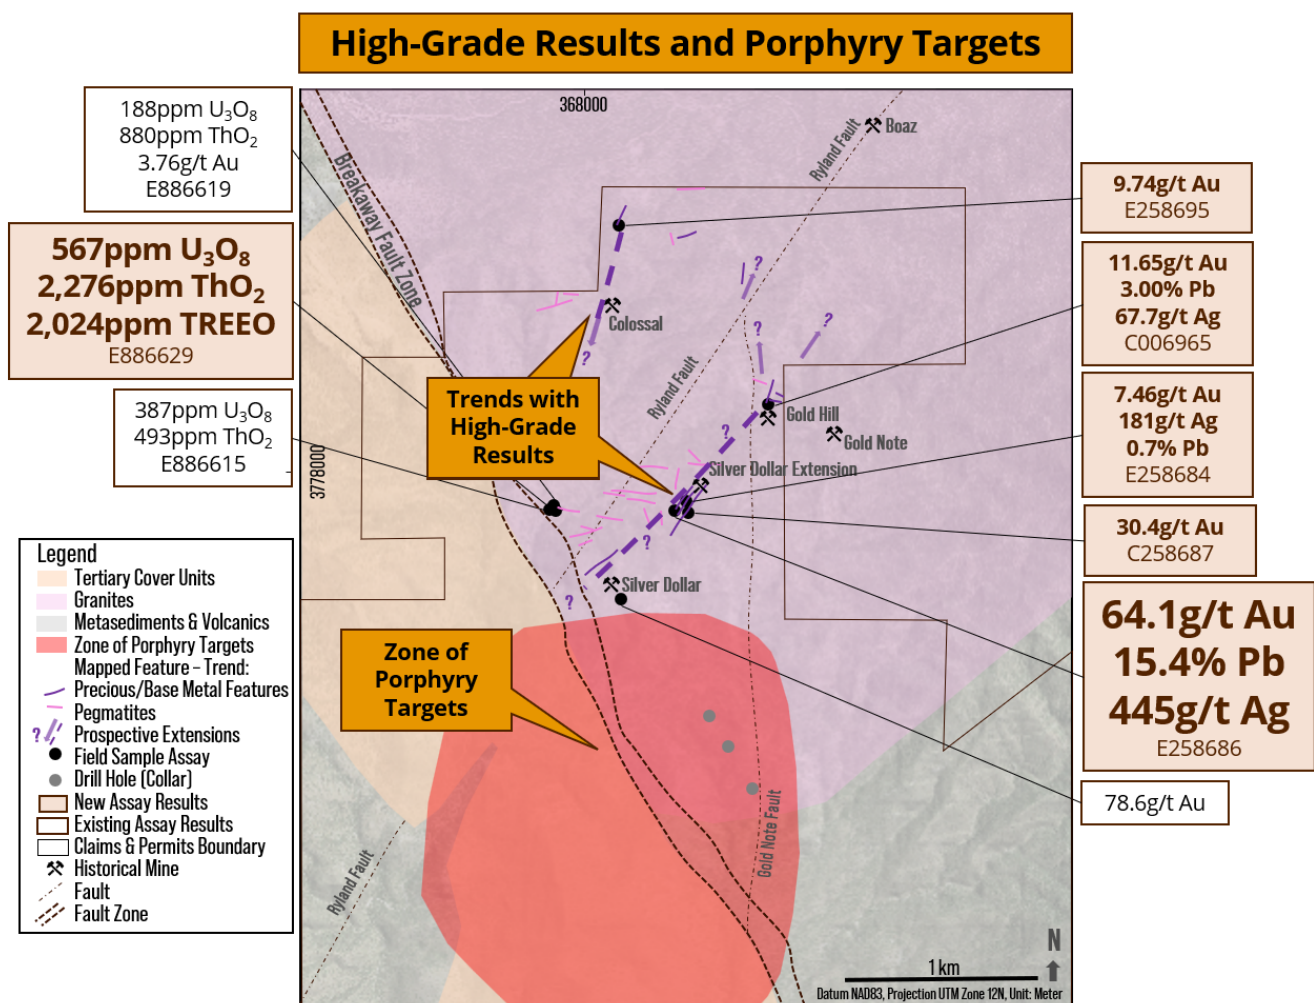 High-Grade Results and Porphyry Targets
188ppm U₃O₈
880ppm ThO₂
3.76g/t Au
E886619
567ppm U₃O₈
2,276ppm ThO₂
2,024ppm TREEO
E886629
387ppm U₃O₈
493ppm ThO₂
E886615
368000
3778000
Breakaway Fault Zone
Ryland Fault
Boaz
Colossal
?
?
?
?
Ryland Fault
Trends with
High-Grade
Results
?
Gold Hill
Gold Note
Silver Dollar Extension
?
Silver Dollar
?
Zone of
Porphyry
Targets
Gold Note Fault
Ryland Fault
9.74g/t Au
E258695
11.65g/t Au
3.00% Pb
67.7g/t Ag
C006965
7.46g/t Au
181g/t Ag
0.7% Pb
E258684
30.4g/t Au
C258687
64.1g/t Au
15.4% Pb
445g/t Ag
E258686
78.6g/t Au
Legend
Tertiary Cover Units
Granites
Metasediments & Volcanics
Zone of Porphyry Targets
Mapped Feature – Trend:
Precious/Base Metal Features
Pegmatites
? Prospective Extensions
Field Sample Assay
Drill Hole (Collar)
New Assay Results
Existing Assay Results
Claims & Permits Boundary
Historical Mine
Fault
Fault Zone
N
1 km
Datum NAD83, Projection UTM Zone 12N, Unit: Meter